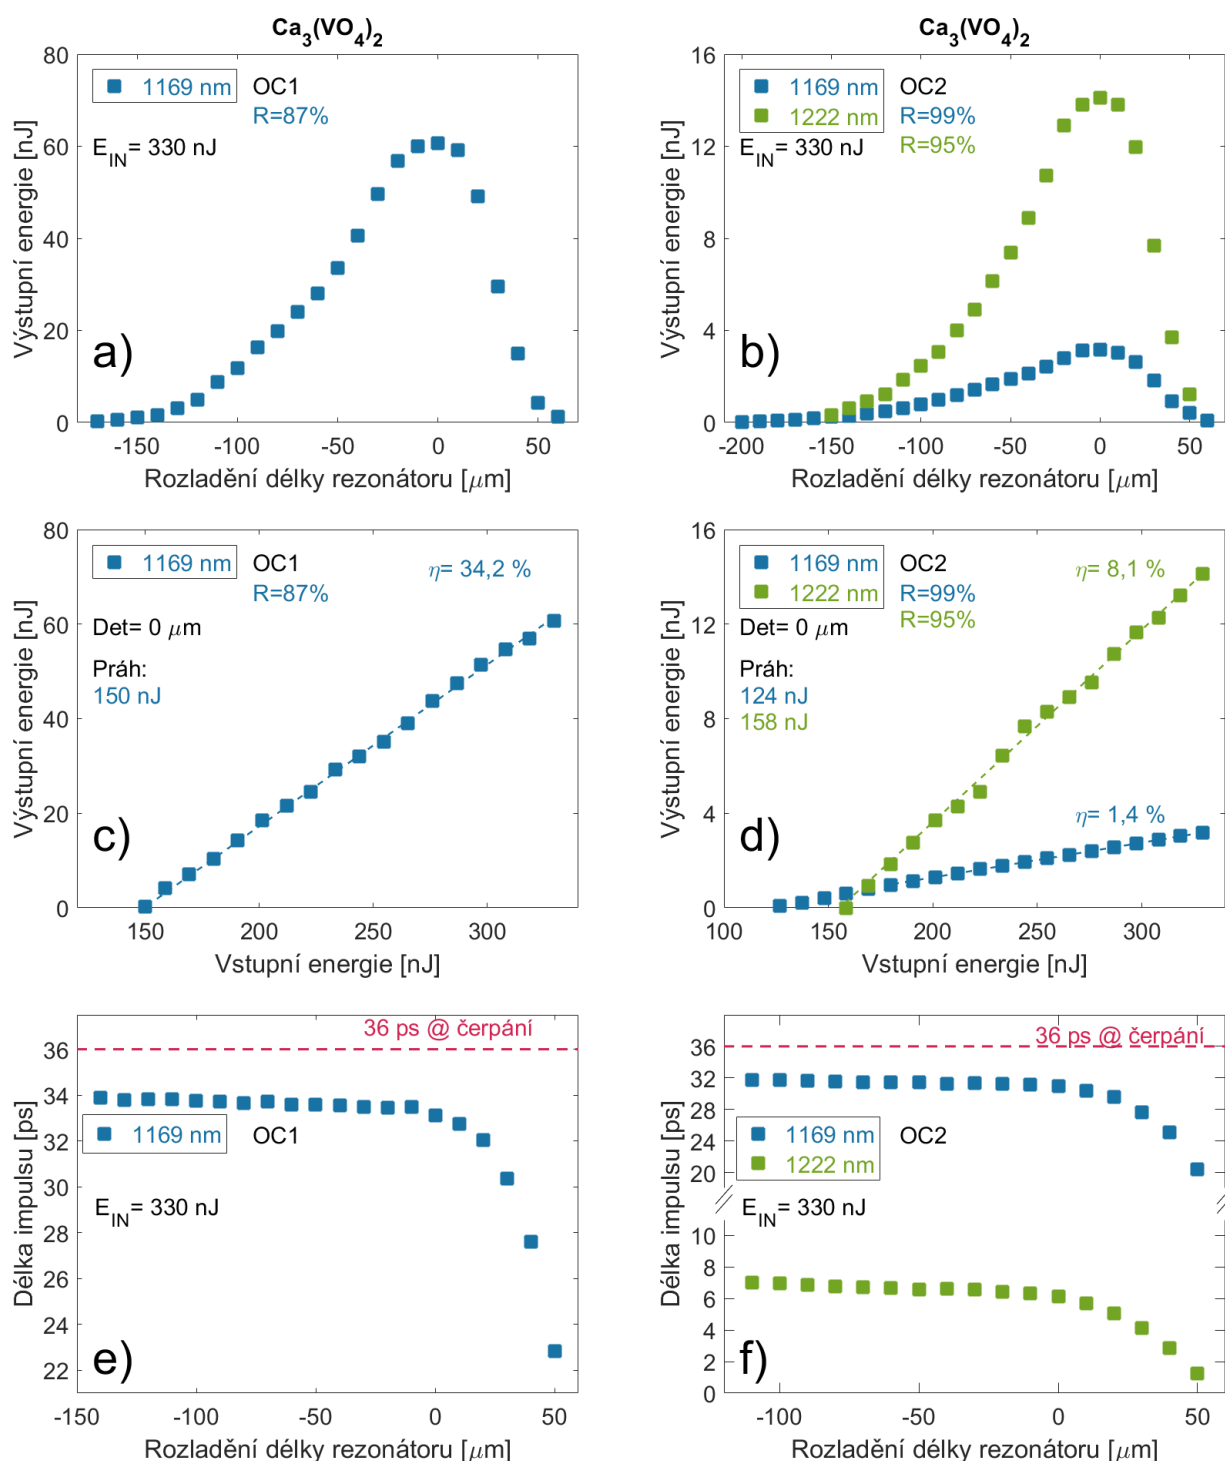 Ca3(VO4)2
80
60
40
20
0
Výstupní energie [nJ]
1169 nm
OC1
R=87%
EIN= 330 nJ
a)
-150 -100 -50 0 50
Rozladění délky rezonátoru [μm]
Ca3(VO4)2
16
12
8
4
0
Výstupní energie [nJ]
1169 nm
1222 nm
OC2
R=99%
R=95%
EIN= 330 nJ
b)
-200 -150 -100 -50 0 50
Rozladění délky rezonátoru [μm]
80
60
40
20
0
Výstupní energie [nJ]
1169 nm
OC1
R=87%
η= 34,2 %
Det= 0 μm
Práh:
150 nJ
c)
150 200 250 300
Vstupní energie [nJ]
16
12
8
4
0
Výstupní energie [nJ]
1169 nm
1222 nm
OC2
R=99%
R=95%
η= 8,1 %
Det= 0 μm
Práh:
124 nJ
158 nJ
η= 1,4 %
d)
100 150 200 250 300
Vstupní energie [nJ]
36
34
32
30
28
26
24
22
Délka impulsu [ps]
36 ps @ čerpání
1169 nm
OC1
EIN= 330 nJ
e)
-150 -100 -50 0 50
Rozladění délky rezonátoru [μm]
36
32
28
24
20
10
8
6
4
2
0
Délka impulsu [ps]
36 ps @ čerpání
1169 nm
1222 nm
OC2
EIN= 330 nJ
f)
-100 -50 0 50
Rozladění délky rezonátoru [μm]